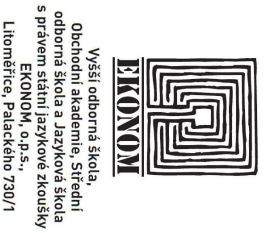 EKONOM
Vyšší odborná škola,
Obchodní akademie, Střední
odborná škola a Jazyková škola
s právem státní jazykové zkoušky
EKONOM, o.p.s.,
Litoměřice, Palackého 730/1